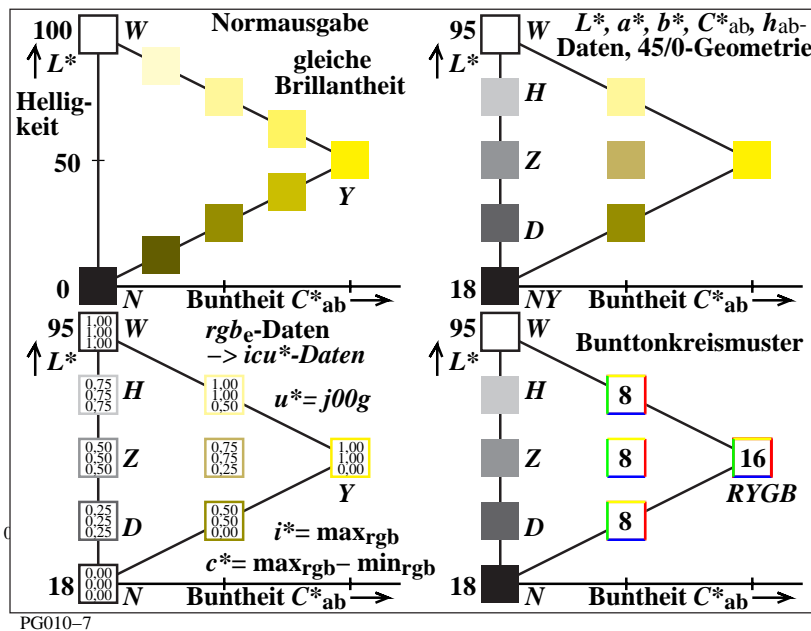 Normausgabe
100 W
L*
gleiche
Brillantheit
Hellig-
keit
50
Y
0
N Buntheit C*ab
L*, a*, b*, C*ab, hab-
Daten, 45/0-Geometrie
95 W
L*
H
Z
D
18
NY Buntheit C*ab
95 W
1,00
1,00
1,00
L*
rgbe-Daten
–> icu*-Daten
u*= j00g
0,75
0,75
0,75
H
1,00
1,00
0,50
0,50
0,50
0,50
Z
0,75
0,75
0,25
1,00
1,00
0,00
Y
0,25
0,25
0,25
D
0,50
0,50
0,00
i*= maxrgb
c*= maxrgb– minrgb
18
0,00
0,00
0,00
N Buntheit C*ab
95 W
L*
Bunttonkreismuster
H
8
Z
8
16
RYGB
D
8
18
N Buntheit C*ab
PG010–7